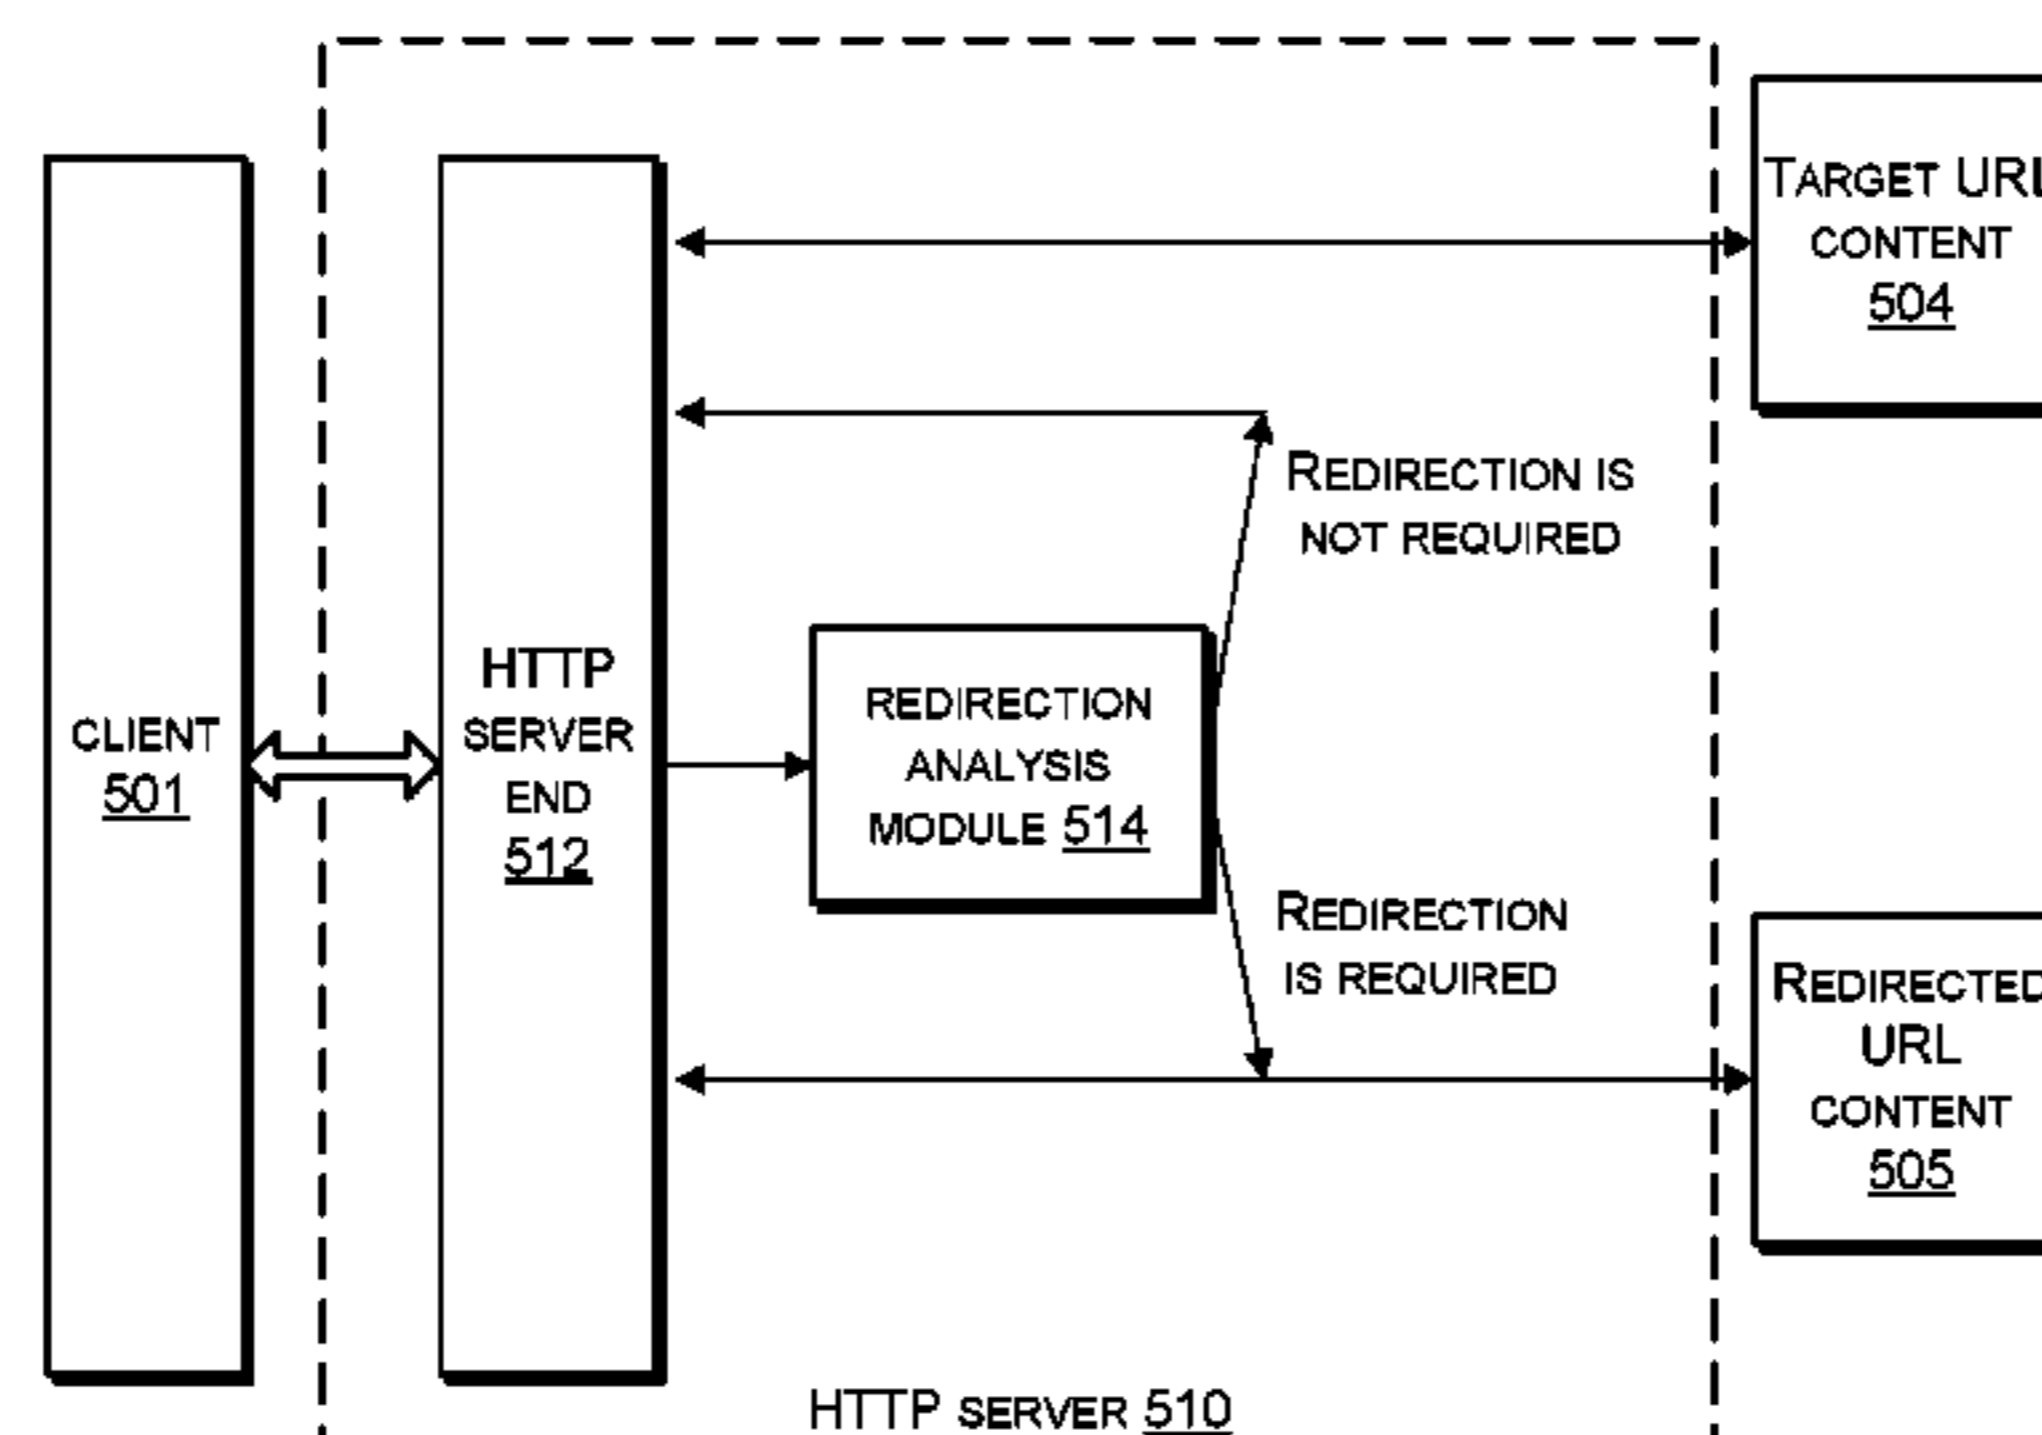 TARGET URL
CONTENT
504
REDIRECTION IS
NOT REQUIRED
CLIENT
501
HTTP
SERVER
END
512
REDIRECTION
ANALYSIS
MODULE 514
REDIRECTION
IS REQUIRED
REDIRECTED
URL
CONTENT
505
HTTP SERVER 510